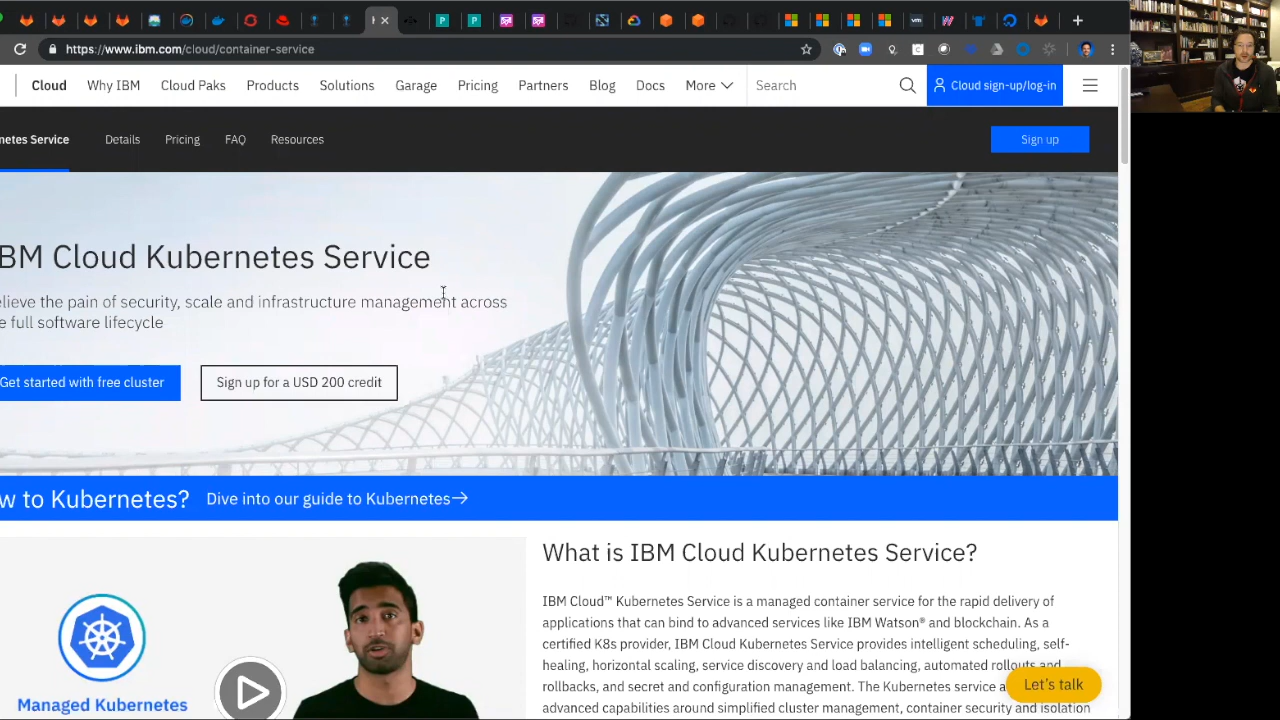 https://www.ibm.com/cloud/container-service
Cloud Why IBM Cloud Paks Products Solutions Garage Pricing Partners Blog Docs More Search Cloud sign-up/log-in
netes Service Details Pricing FAQ Resources Sign up
BM Cloud Kubernetes Service
elieve the pain of security, scale and infrastructure management across
e full software lifecycle
Get started with free cluster Sign up for a USD 200 credit
w to Kubernetes? Dive into our guide to Kubernetes→
What is IBM Cloud Kubernetes Service?
IBM Cloud™ Kubernetes Service is a managed container service for the rapid delivery of
applications that can bind to advanced services like IBM Watson® and blockchain. As a
certified K8s provider, IBM Cloud Kubernetes Service provides intelligent scheduling, self-
healing, horizontal scaling, service discovery and load balancing, automated rollouts and
rollbacks, and secret and configuration management. The Kubernetes service a
advanced capabilities around simplified cluster management, container security and isolation
Let's talk
Managed Kubernetes